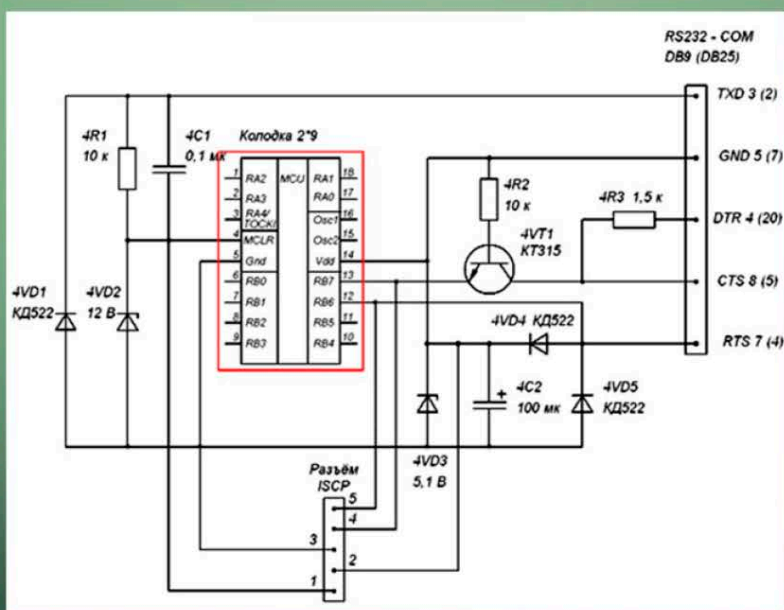 RS232 - COM
DB9 (DB25)
TXD 3 (2)
GND 5 (7)
DTR 4 (20)
CTS 8 (5)
RTS 7 (4)
4R1
10 к
4C1
0,1 мк
Колодка 2*9
1 RA2 MCU RA1 18
2 RA3 RA0 17
3 RA4/TOCKI Osc1 16
4 MCLR Osc2 15
5 Gnd Vdd 14
6 RB0 RB7 13
7 RB1 RB6 12
8 RB2 RB5 11
9 RB3 RB4 10
4R2
10 к
4R3 1,5 к
4VT1
КТ315
4VD1
КД522
4VD2
12 В
4VD4 КД522
4C2
+
100 мк
4VD5
КД522
4VD3
5,1 В
Разъём
ISCP
5
4
3
2
1